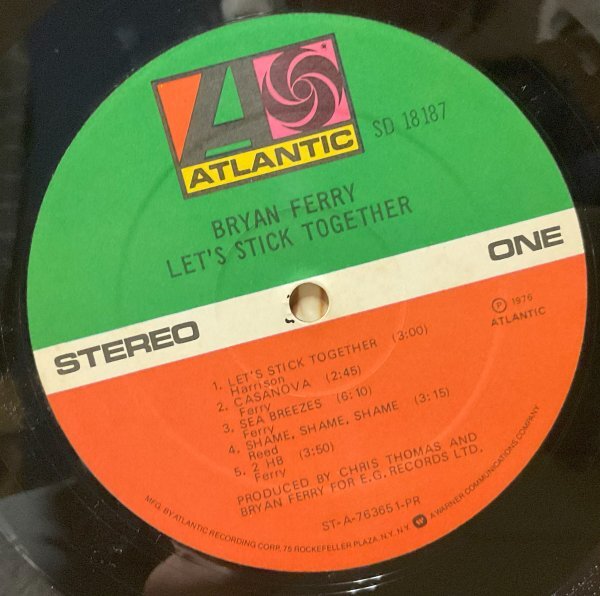 ATLANTIC
SD 18187
BRYAN FERRY
LET'S STICK TOGETHER
STEREO
ONE
℗ 1976
ATLANTIC
1. LET'S STICK TOGETHER (3:00)
Harrison
2. CASANOVA (2:45)
Ferry
3. SEA BREEZES (6:10)
Ferry
4. SHAME, SHAME, SHAME (3:15)
Reed
5. 2 HB (3:50)
Ferry
PRODUCED BY CHRIS THOMAS AND
BRYAN FERRY FOR E.G. RECORDS LTD.
ST-A-763651-PR
MFG. BY ATLANTIC RECORDING CORP. 75 ROCKEFELLER PLAZA, N.Y. N.Y. A WARNER COMMUNICATIONS COMPANY